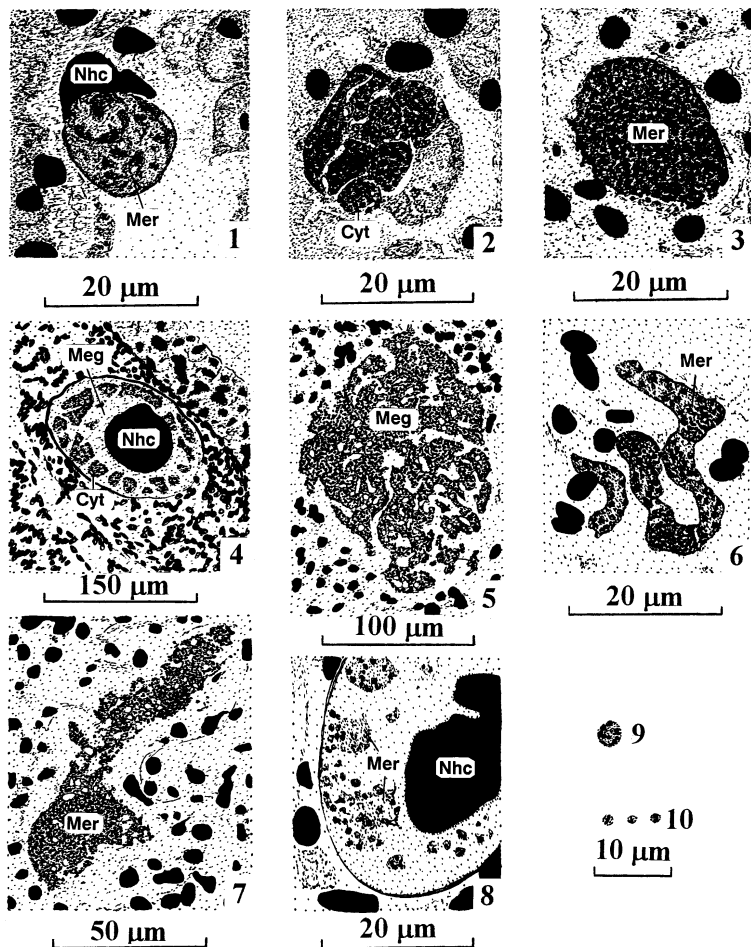 Nhc
Mer
1
20 µm
Cyt
2
20 µm
Mer
3
20 µm
Meg
Nhc
Cyt
4
150 µm
Meg
5
100 µm
Mer
6
20 µm
Mer
7
50 µm
Mer
Nhc
8
20 µm
9
10
10 µm